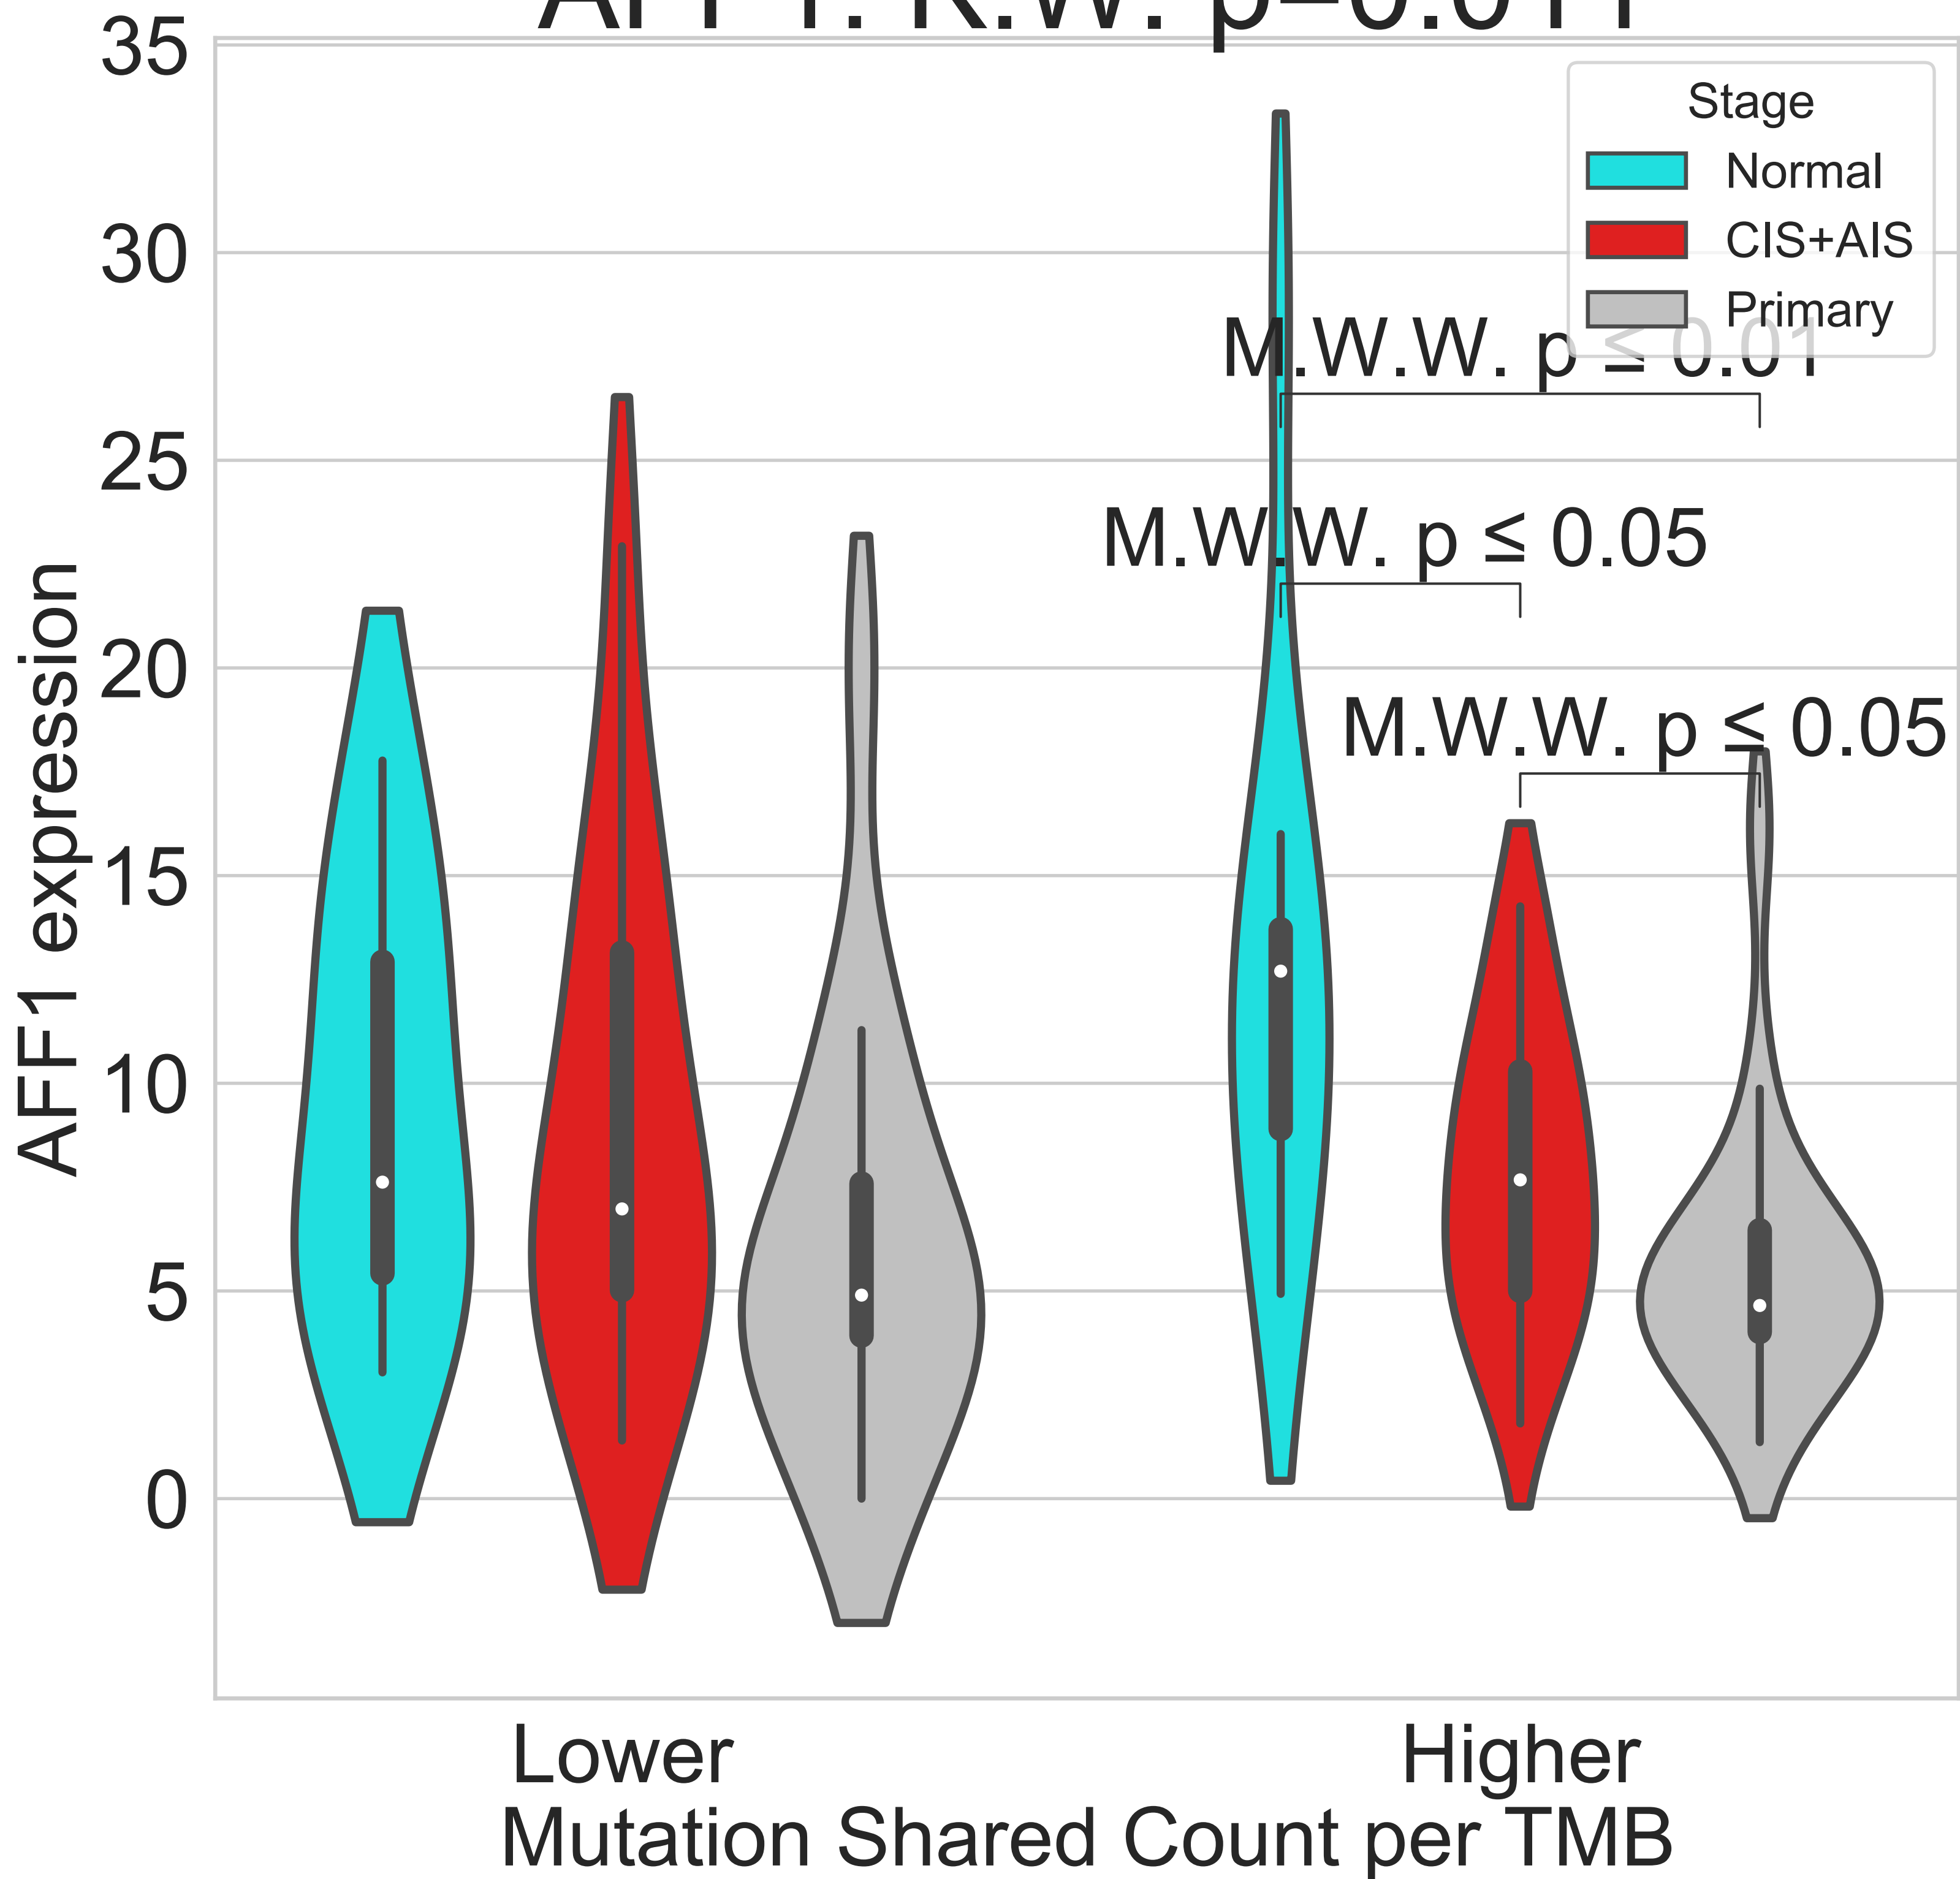 35
30
25
20
15
10
5
0
AFF1 expression
Stage
Normal
CIS+AIS
Primary
M.W.W. p ≤ 0.01
M.W.W. p ≤ 0.05
M.W.W. p ≤ 0.05
Lower
Higher
Mutation Shared Count per TMB